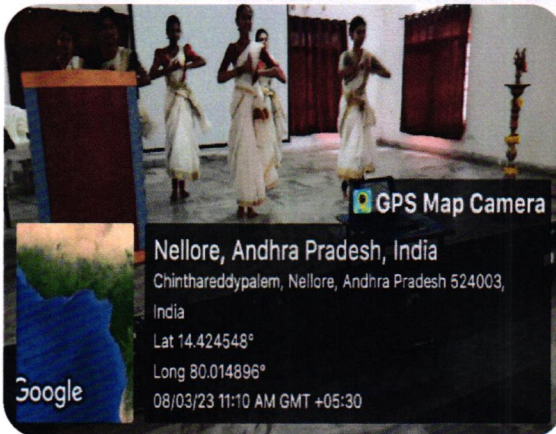 GPS Map Camera
Nellore, Andhra Pradesh, India
Chinthareddypalem, Nellore, Andhra Pradesh 524003,
India
Lat 14.424548°
Long 80.014896°
08/03/23 11:10 AM GMT +05:30
Google